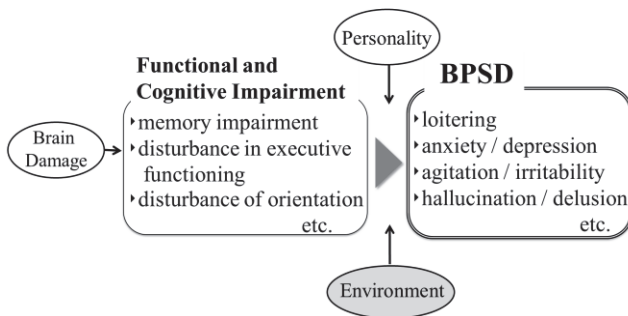 Personality
Functional and
Cognitive Impairment
BPSD
Brain
Damage
‣memory impairment
‣disturbance in executive
functioning
‣disturbance of orientation
etc.
‣loitering
‣anxiety / depression
‣agitation / irritability
‣hallucination / delusion
etc.
Environment